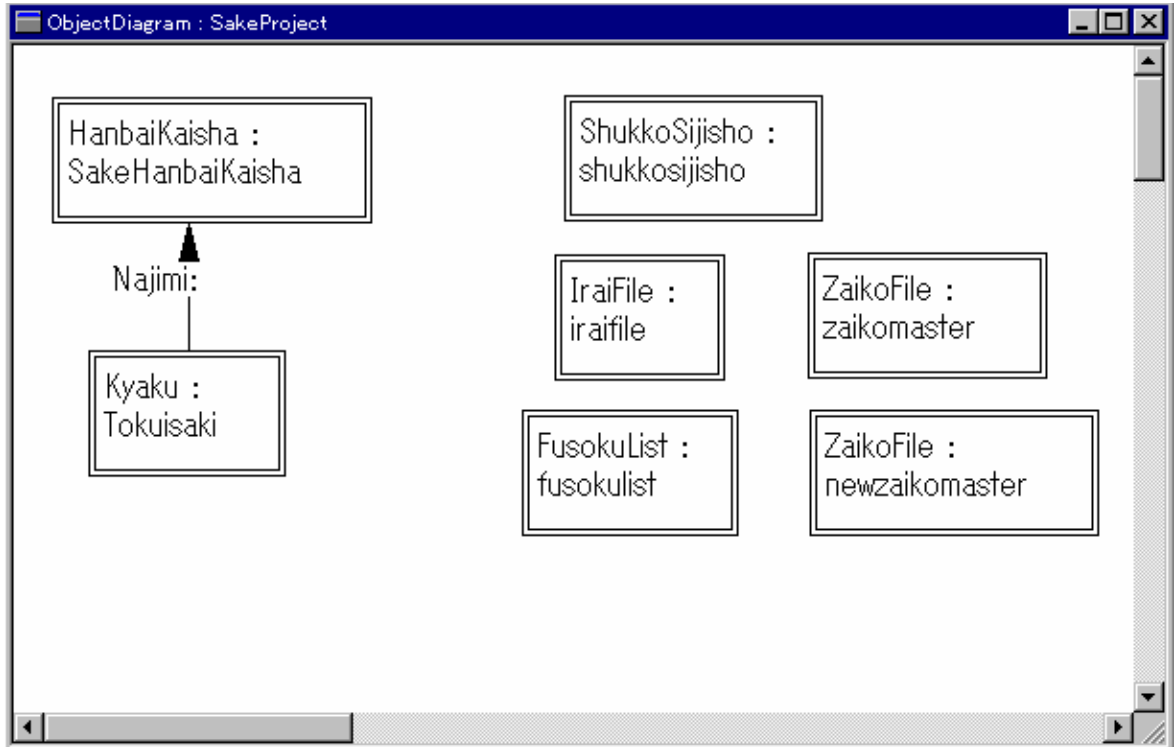 ObjectDiagram : SakeProject
HanbaiKaisha :
SakeHanbaiKaisha
Najimi:
Kyaku :
Tokuisaki
ShukkoSijisho :
shukkosijisho
IraiFile :
iraifile
ZaikoFile :
zaikomaster
FusokuList :
fusokulist
ZaikoFile :
newzaikomaster